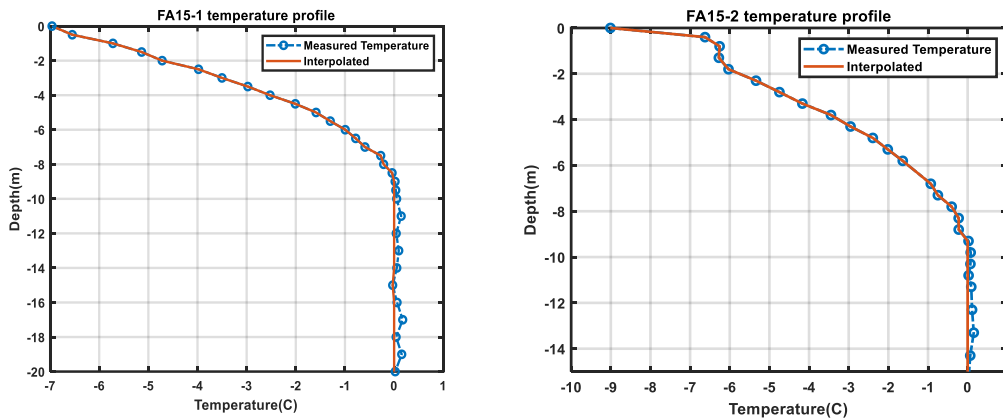 FA15-1 temperature profile
Measured Temperature
Interpolated
0
-2
-4
-6
-8
-10
-12
-14
-16
-18
-20
Depth(m)
-7 -6 -5 -4 -3 -2 -1 0 1
Temperature(C)
FA15-2 temperature profile
Measured Temperature
Interpolated
0
-2
-4
-6
-8
-10
-12
-14
Depth(m)
-10 -9 -8 -7 -6 -5 -4 -3 -2 -1 0
Temperature(C)